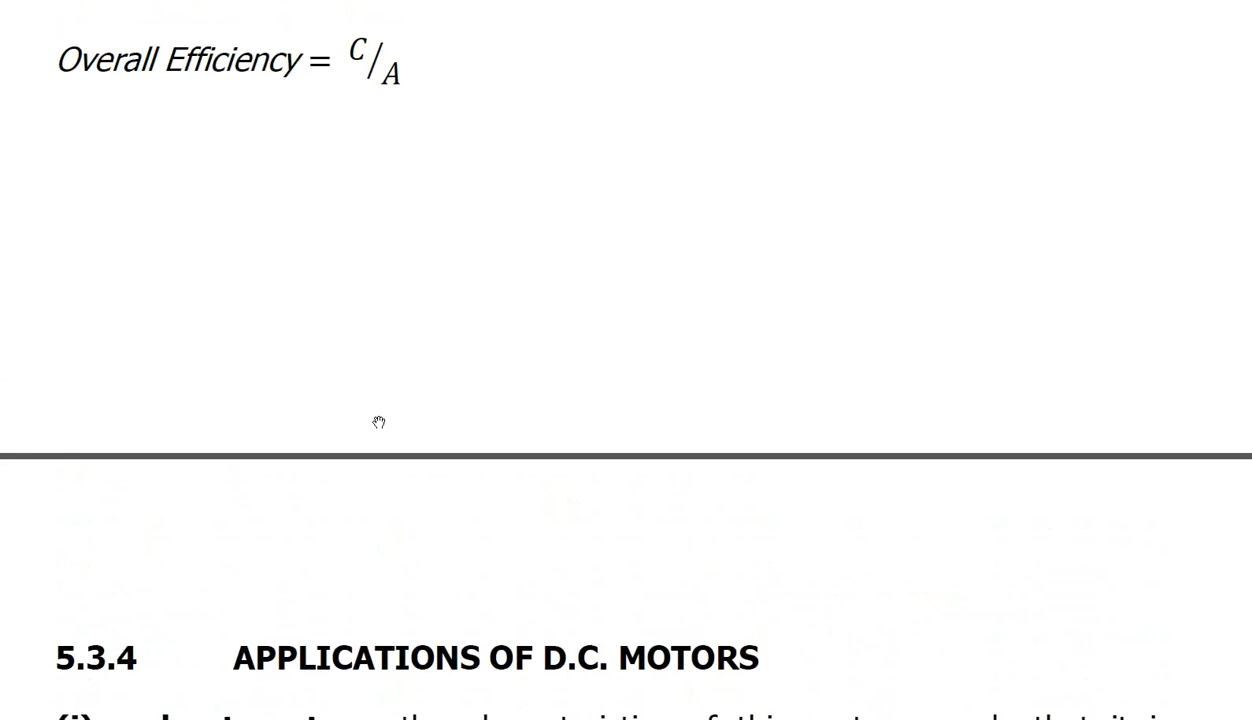 Overall Efficiency = C/A
5.3.4 APPLICATIONS OF D.C. MOTORS